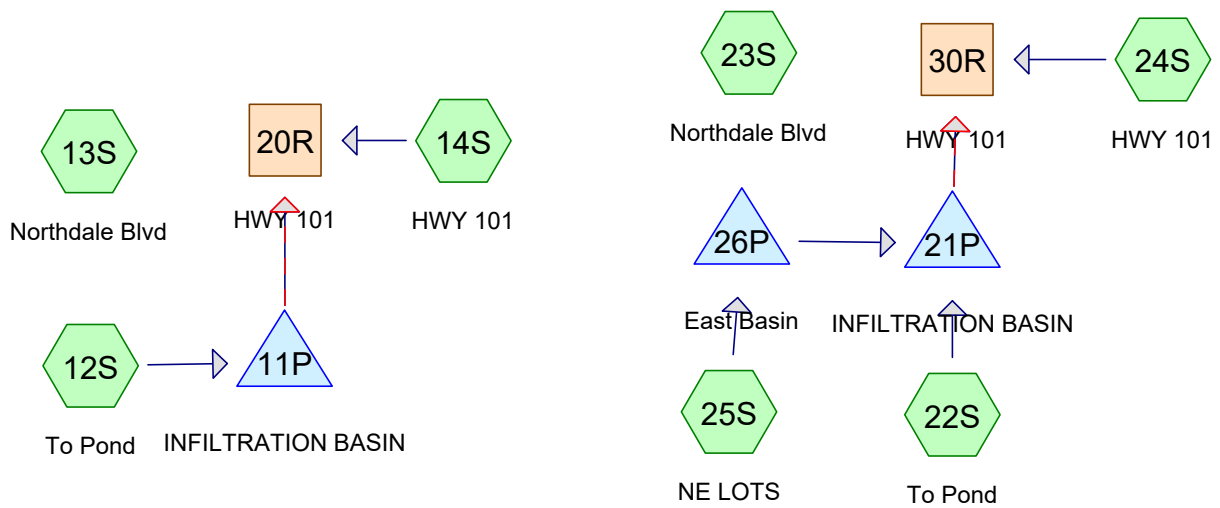 13S
Northdale Blvd
20R
HWY 101
14S
HWY 101
12S
To Pond
11P
INFILTRATION BASIN
23S
Northdale Blvd
30R
HWY 101
24S
HWY 101
26P
East Basin
21P
INFILTRATION BASIN
25S
NE LOTS
22S
To Pond